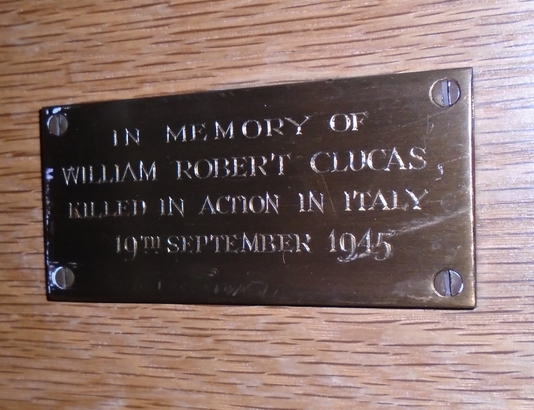 IN MEMORY OF
WILLIAM ROBERT CLUCAS,
KILLED IN ACTION IN ITALY
19TH SEPTEMBER 1945